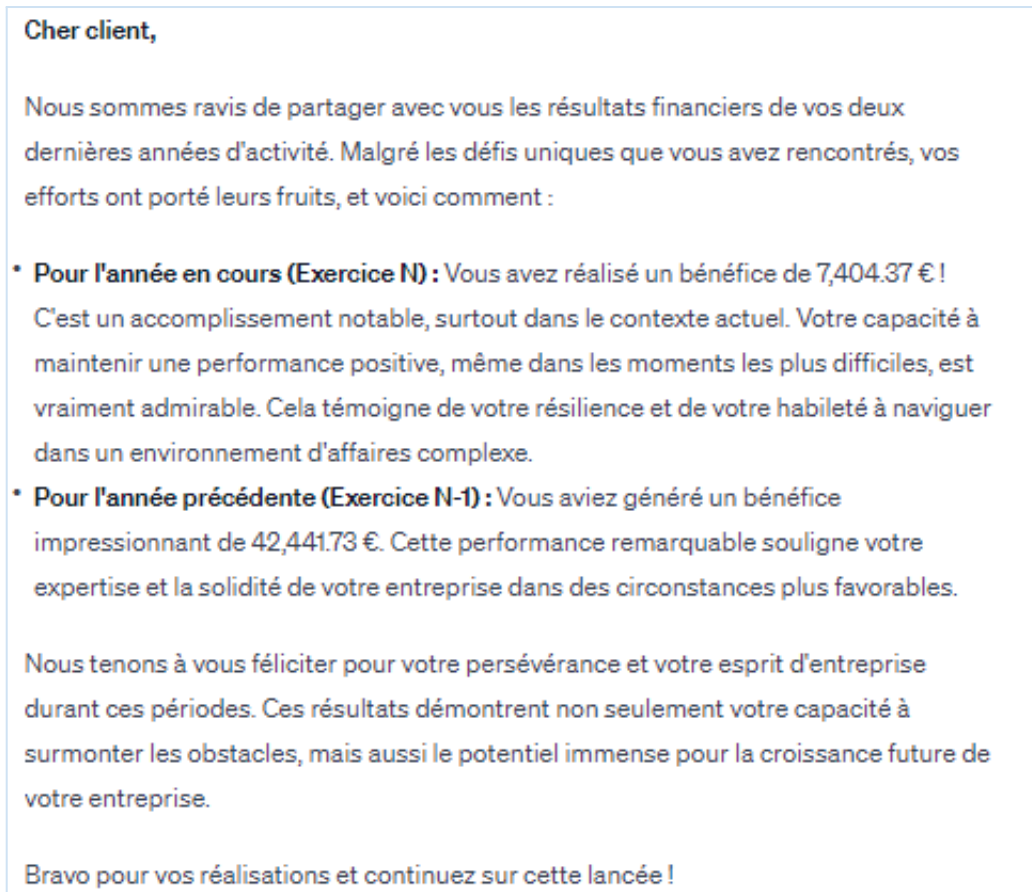 Cher client,
Nous sommes ravis de partager avec vous les résultats financiers de vos deux
dernières années d'activité. Malgré les défis uniques que vous avez rencontrés, vos
efforts ont porté leurs fruits, et voici comment :
• Pour l'année en cours (Exercice N) : Vous avez réalisé un bénéfice de 7,404.37 € !
C'est un accomplissement notable, surtout dans le contexte actuel. Votre capacité à
maintenir une performance positive, même dans les moments les plus difficiles, est
vraiment admirable. Cela témoigne de votre résilience et de votre habileté à naviguer
dans un environnement d'affaires complexe.
• Pour l'année précédente (Exercice N-1) : Vous aviez généré un bénéfice
impressionnant de 42,441.73 €. Cette performance remarquable souligne votre
expertise et la solidité de votre entreprise dans des circonstances plus favorables.
Nous tenons à vous féliciter pour votre persévérance et votre esprit d'entreprise
durant ces périodes. Ces résultats démontrent non seulement votre capacité à
surmonter les obstacles, mais aussi le potentiel immense pour la croissance future de
votre entreprise.
Bravo pour vos réalisations et continuez sur cette lancée !